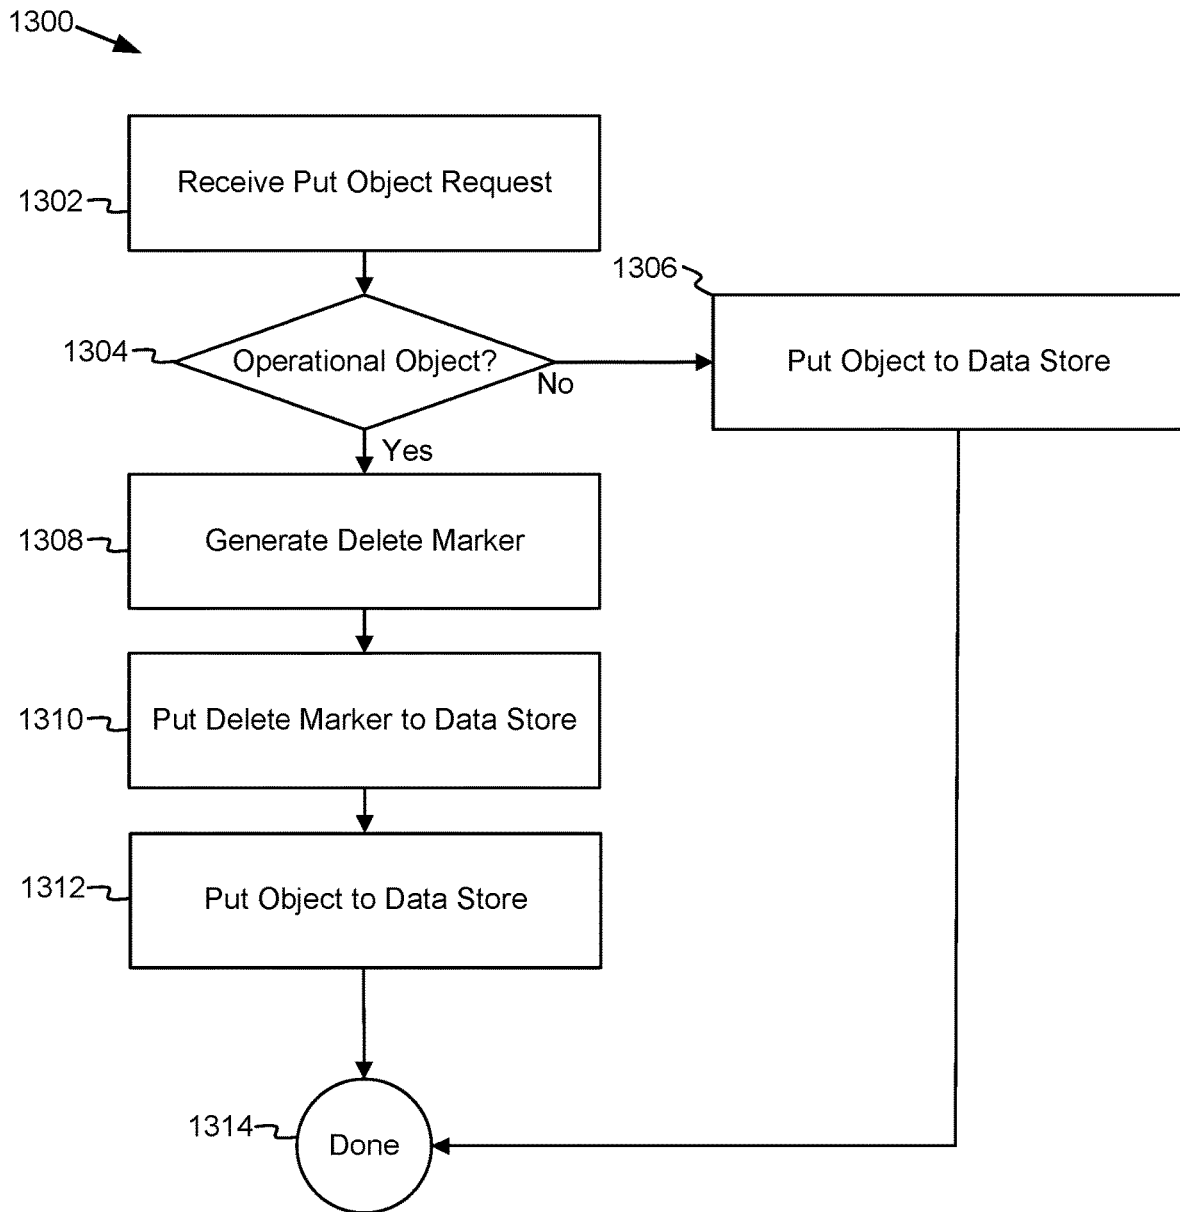 1300
Receive Put Object Request
1302
1306
1304
Operational Object?
No
Put Object to Data Store
Yes
1308
Generate Delete Marker
1310
Put Delete Marker to Data Store
1312
Put Object to Data Store
1314
Done